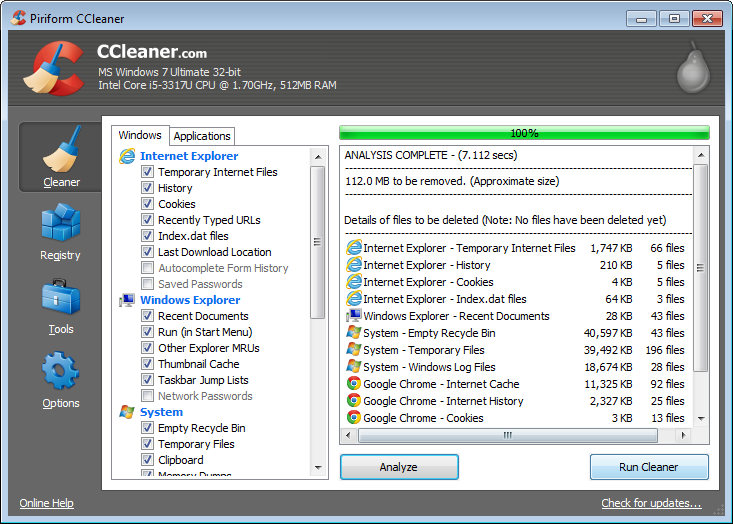 Piriform CCleaner
CCleaner.com
MS Windows 7 Ultimate 32-bit
Intel Core i5-3317U CPU @ 1.70GHz, 512MB RAM
Cleaner
Registry
Tools
Options
Windows
Applications
Internet Explorer
Temporary Internet Files
History
Cookies
Recently Typed URLs
Index.dat files
Last Download Location
Autocomplete Form History
Saved Passwords
Windows Explorer
Recent Documents
Run (in Start Menu)
Other Explorer MRUs
Thumbnail Cache
Taskbar Jump Lists
Network Passwords
System
Empty Recycle Bin
Temporary Files
Clipboard
Memory Dumps
100%
ANALYSIS COMPLETE - (7.112 secs)
112.0 MB to be removed. (Approximate size)
Details of files to be deleted (Note: No files have been deleted yet)
Internet Explorer - Temporary Internet Files 1,747 KB 66 files
Internet Explorer - History 210 KB 5 files
Internet Explorer - Cookies 4 KB 5 files
Internet Explorer - Index.dat files 64 KB 3 files
Windows Explorer - Recent Documents 28 KB 43 files
System - Empty Recycle Bin 40,597 KB 43 files
System - Temporary Files 39,492 KB 196 files
System - Windows Log Files 18,674 KB 28 files
Google Chrome - Internet Cache 11,325 KB 92 files
Google Chrome - Internet History 2,327 KB 25 files
Google Chrome - Cookies 3 KB 13 files
Analyze
Run Cleaner
Online Help
Check for updates...